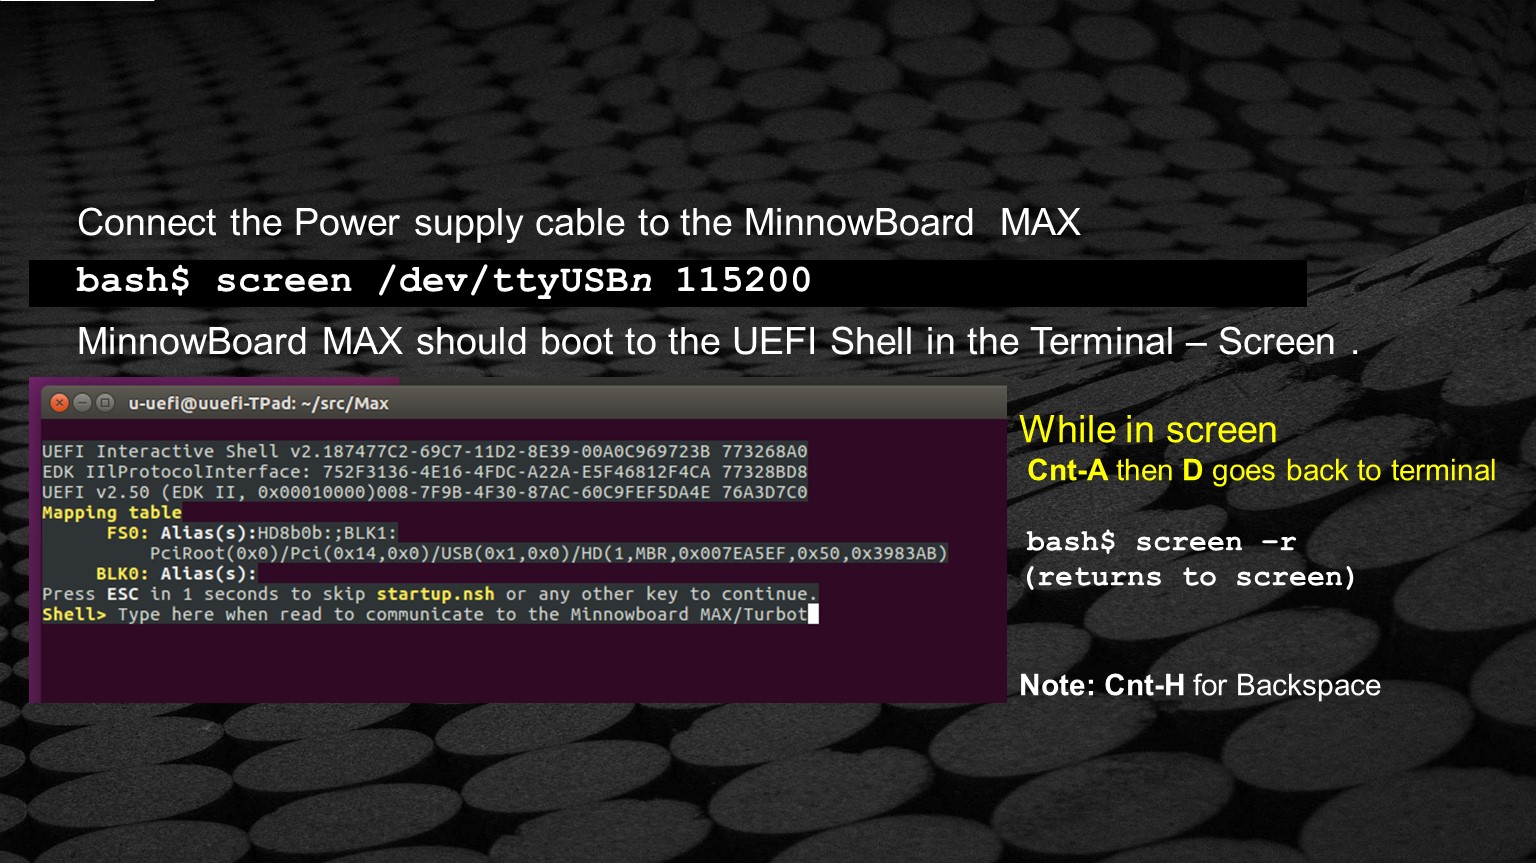 Connect the Power supply cable to the MinnowBoard  MAX
bash$ screen /dev/ttyUSBn 115200
MinnowBoard MAX should boot to the UEFI Shell in the Terminal – Screen .
u-uefi@uuefi-TPad: ~/src/Max
UEFI Interactive Shell v2.187477C2-69C7-11D2-8E39-00A0C969723B 773268A0
EDK IIlProtocolInterface: 752F3136-4E16-4FDC-A22A-E5F46812F4CA 77328BD8
UEFI v2.50 (EDK II, 0x00010000)008-7F9B-4F30-87AC-60C9FEF5DA4E 76A3D7C0
Mapping table
FS0: Alias(s):HD8b0b:;BLK1:
PciRoot(0x0)/Pci(0x14,0x0)/USB(0x1,0x0)/HD(1,MBR,0x007EA5EF,0x50,0x3983AB)
BLK0: Alias(s):
Press ESC in 1 seconds to skip startup.nsh or any other key to continue.
Shell> Type here when read to communicate to the Minnowboard MAX/Turbot
While in screen
Cnt-A then D goes back to terminal
bash$ screen –r
(returns to screen)
Note: Cnt-H for Backspace